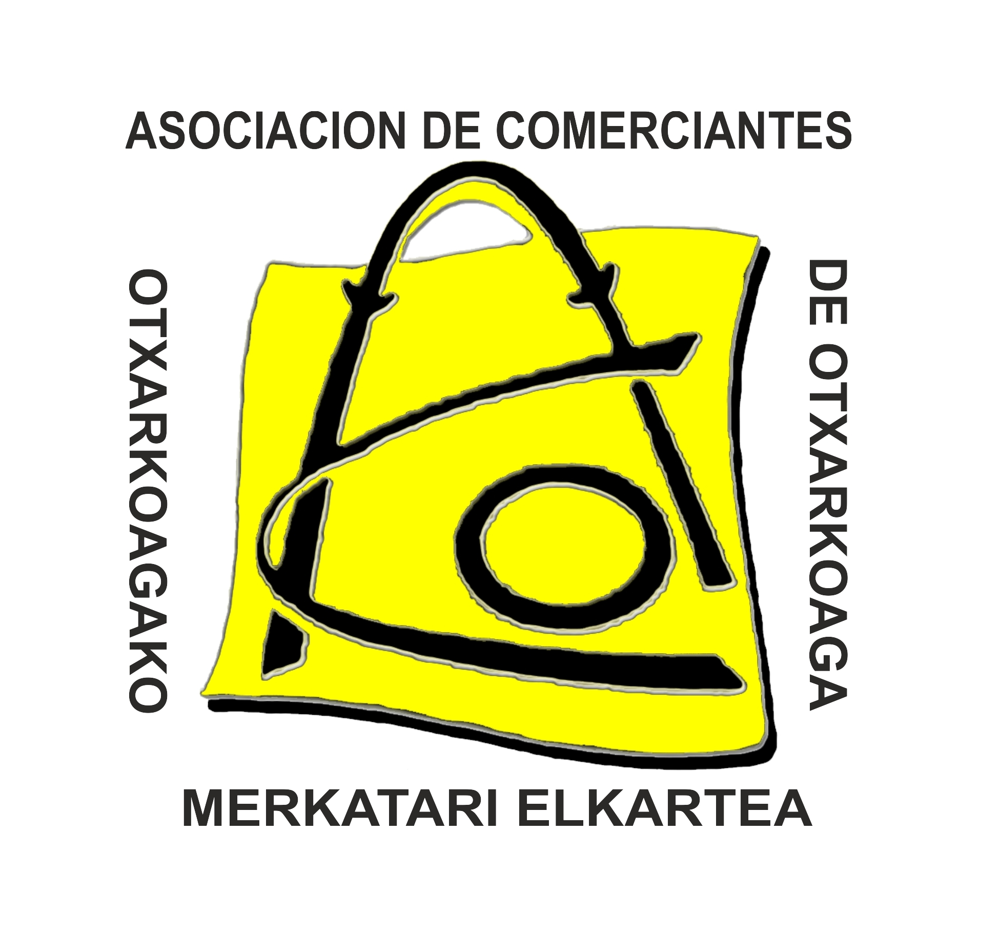 ASOCIACION DE COMERCIANTES
DE OTXARKOAGA
OTXARKOAGAKO
MERKATARI ELKARTEA